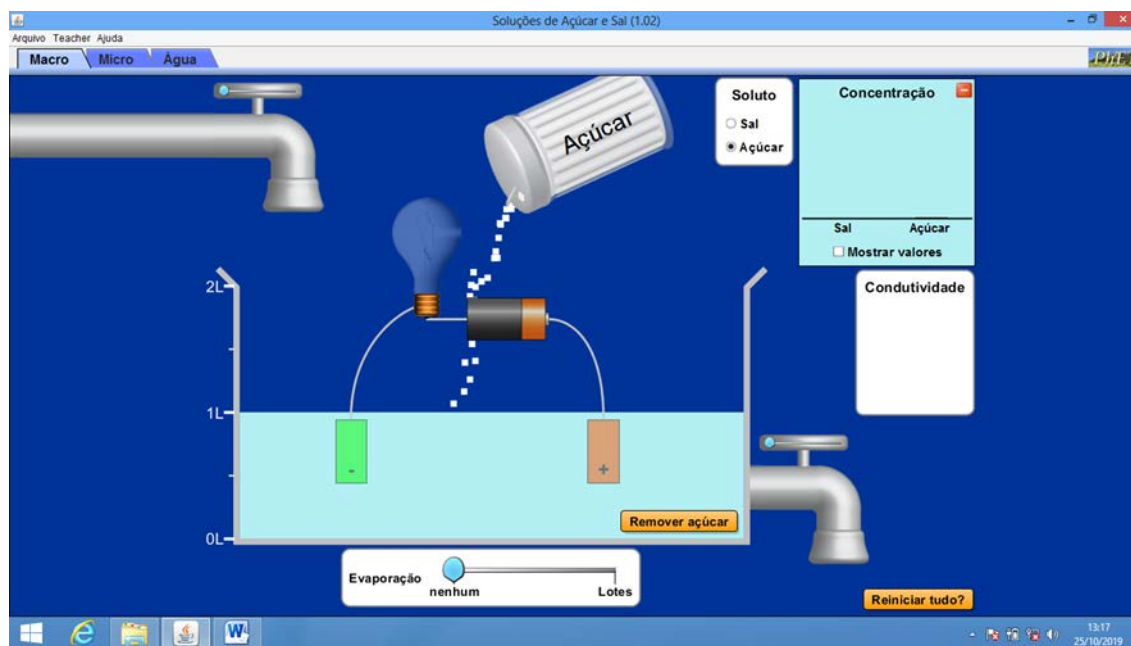 Soluções de Açúcar e Sal (1.02)
Arquivo Teacher Ajuda
Macro Micro Água
PhET
Açúcar
Soluto
Sal
Açúcar
Concentração
Sal Açúcar
Mostrar valores
Condutividade
2L
1L
0L
-
+
Remover açúcar
Evaporação
nenhum Lotes
Reiniciar tudo?
13:17
25/10/2019